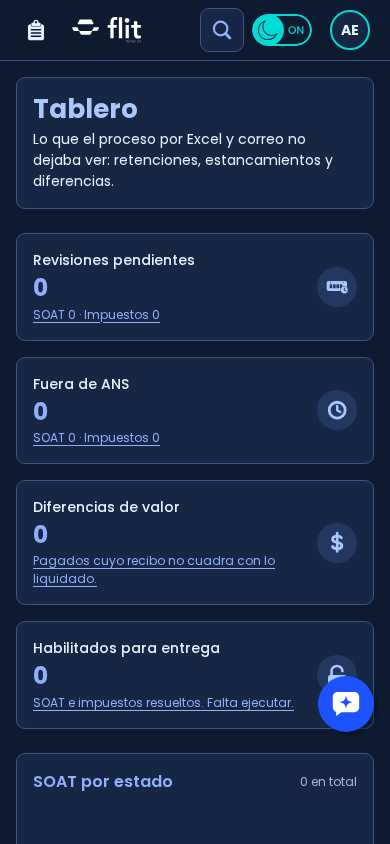 flit
ON
AE
Tablero
Lo que el proceso por Excel y correo no
dejaba ver: retenciones, estancamientos y
diferencias.
Revisiones pendientes
0
SOAT 0 · Impuestos 0
Fuera de ANS
0
SOAT 0 · Impuestos 0
Diferencias de valor
0
Pagados cuyo recibo no cuadra con lo
liquidado.
$
Habilitados para entrega
0
SOAT e impuestos resueltos. Falta ejecutar.
SOAT por estado
0 en total